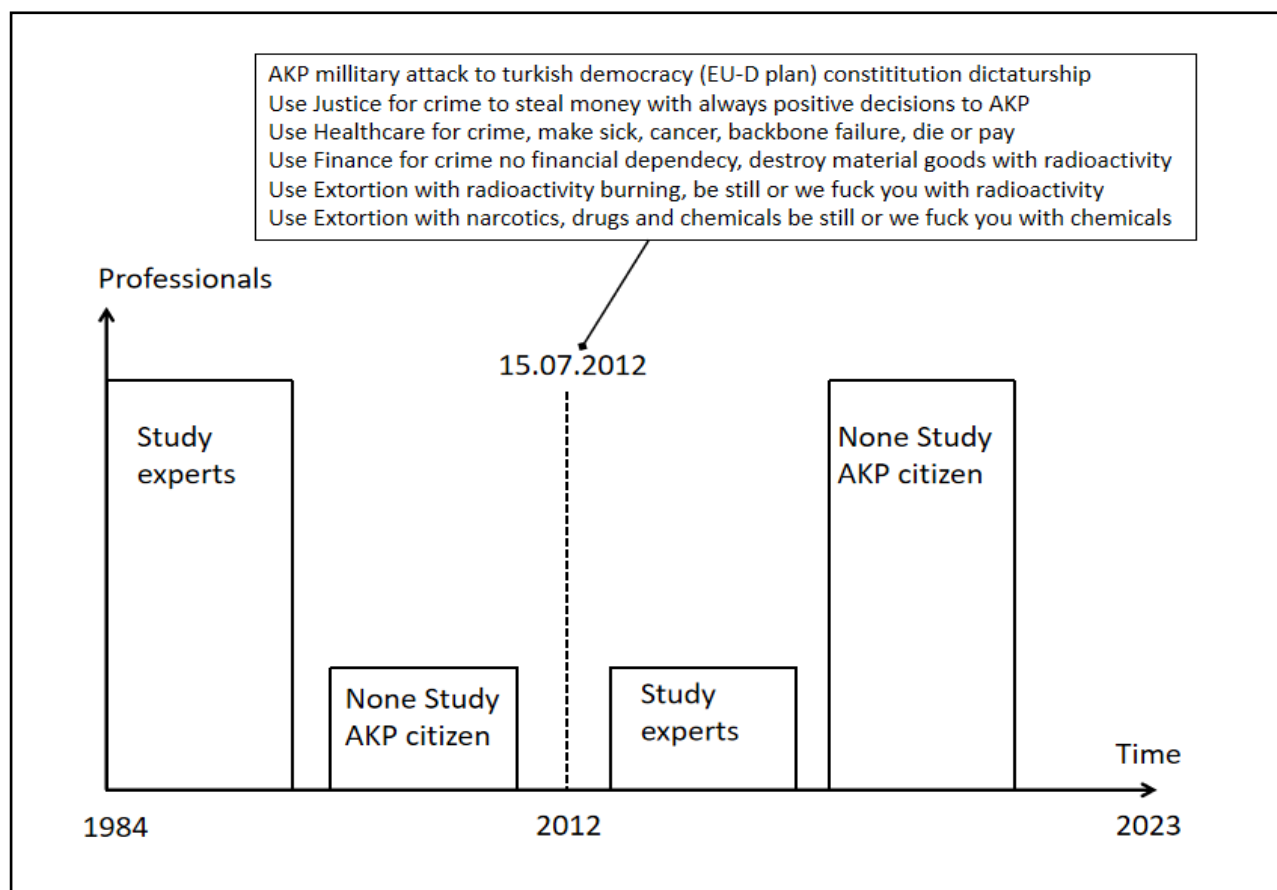 AKP millitary attack to turkish democracy (EU-D plan) constititution dictaturship
Use Justice for crime to steal money with always positive decisions to AKP
Use Healthcare for crime, make sick, cancer, backbone failure, die or pay
Use Finance for crime no financial dependecy, destroy material goods with radioactivity
Use Extortion with radioactivity burning, be still or we fuck you with radioactivity
Use Extortion with narcotics, drugs and chemicals be still or we fuck you with chemicals
Professionals
15.07.2012
Study
experts
None Study
AKP citizen
Study
experts
None Study
AKP citizen
Time
1984
2012
2023